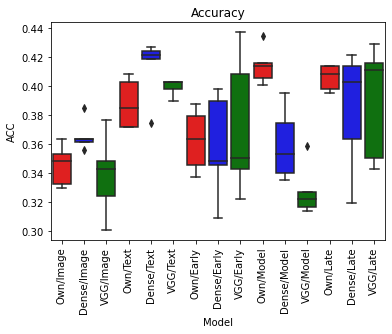 Accuracy
0.44
0.42
0.40
0.38
0.36
0.34
0.32
0.30
ACC
Own/Image
Dense/Image
VGG/Image
Own/Text
Dense/Text
VGG/Text
Own/Early
Dense/Early
VGG/Early
Own/Model
Dense/Model
VGG/Model
Own/Late
Dense/Late
VGG/Late
Model